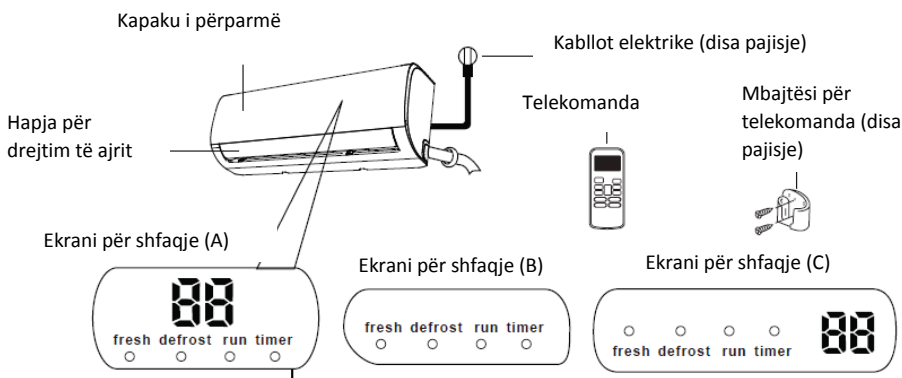 Kapaku i përparmë
Kabllot elektrike (disa pajisje)
Telekomanda
Mbajtësi për
telekomanda (disa
pajisje)
Hapja për
drejtim të ajrit
Ekrani për shfaqje (A)
88
fresh defrost run timer
Ekrani për shfaqje (B)
fresh defrost run timer
Ekrani për shfaqje (C)
88
fresh defrost run timer